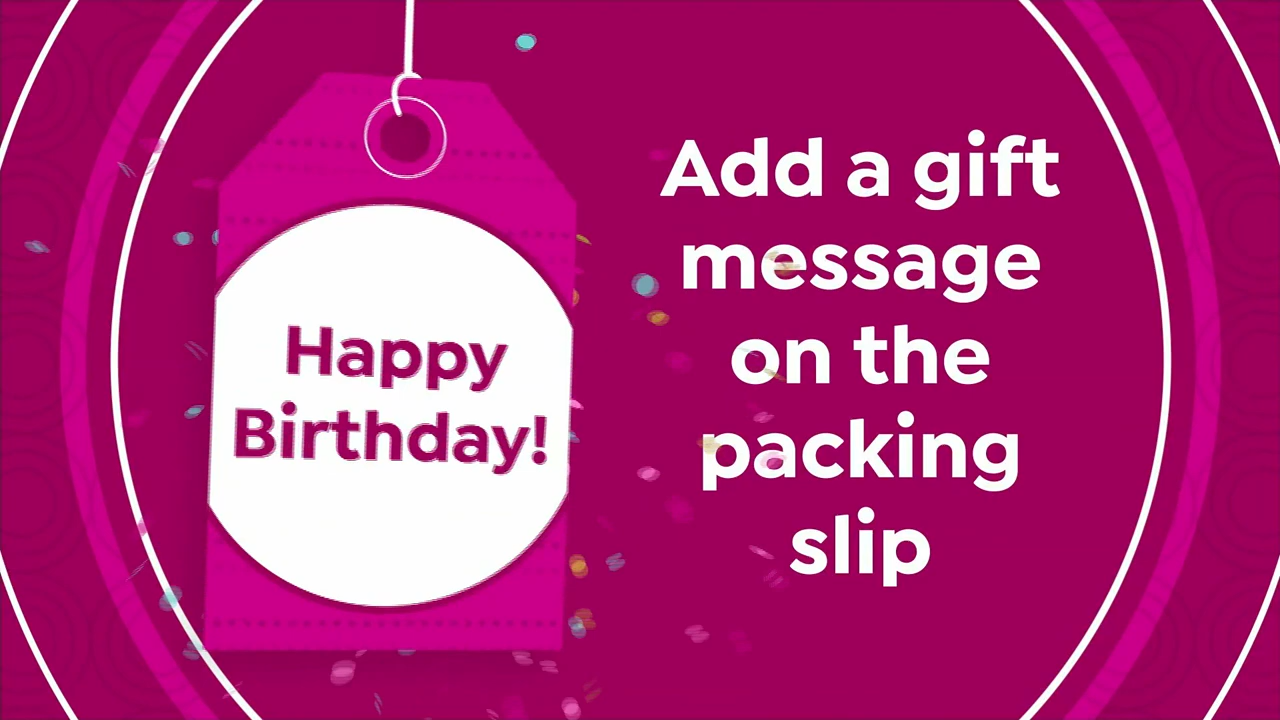 Happy
Birthday!
Add a gift
message
on the
packing
slip